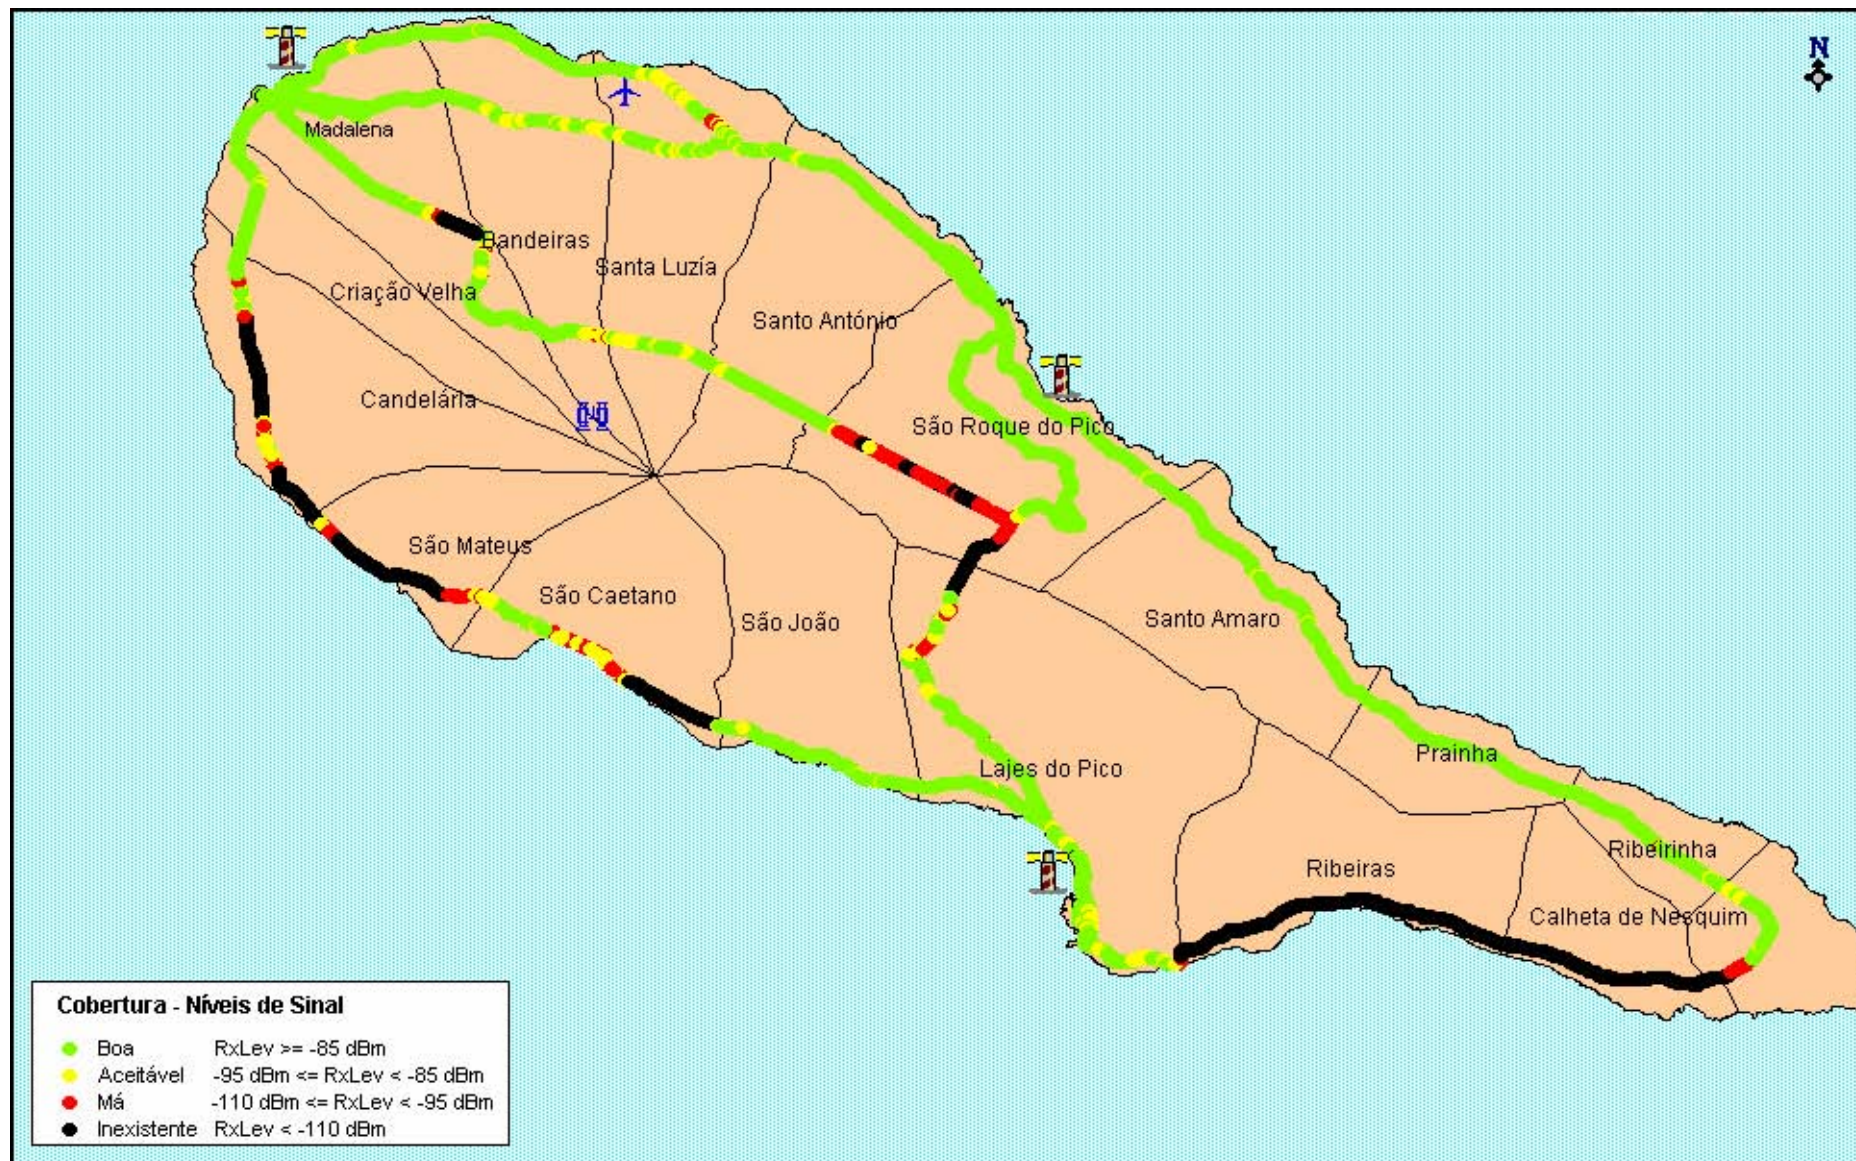 N
Madalena
Bandeiras
Santa Luzía
Criação Velha
Santo António
Candelária
São Roque do Pico
São Mateus
São Caetano
São João
Santo Amaro
Lajes do Pico
Prainha
Ribeirinha
Ribeiras
Calheta de Nesquim
Cobertura - Níveis de Sinal
Boa RxLev >= -85 dBm
Aceitável -95 dBm <= RxLev < -85 dBm
Má -110 dBm <= RxLev < -95 dBm
Inexistente RxLev < -110 dBm